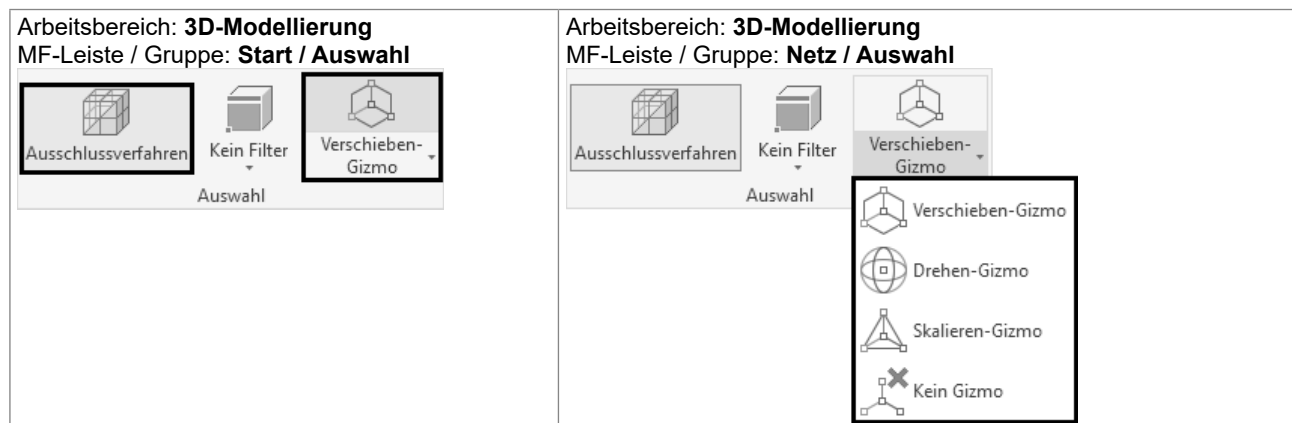 Arbeitsbereich: 3D-Modellierung
MF-Leiste / Gruppe: Start / Auswahl
Ausschlussverfahren
Kein Filter
Verschieben-
Gizmo
Auswahl
Arbeitsbereich: 3D-Modellierung
MF-Leiste / Gruppe: Netz / Auswahl
Ausschlussverfahren
Kein Filter
Verschieben-
Gizmo
Auswahl
Verschieben-Gizmo
Drehen-Gizmo
Skalieren-Gizmo
Kein Gizmo